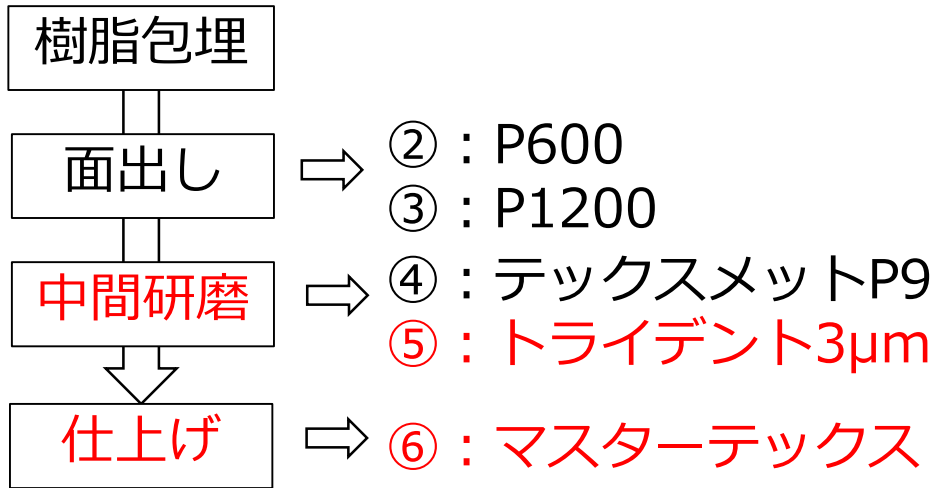 樹脂包埋
面出し
②：P600
③：P1200
中間研磨
④：テックスメットP9
⑤：トライデント3μm
仕上げ
⑥：マスターテックス